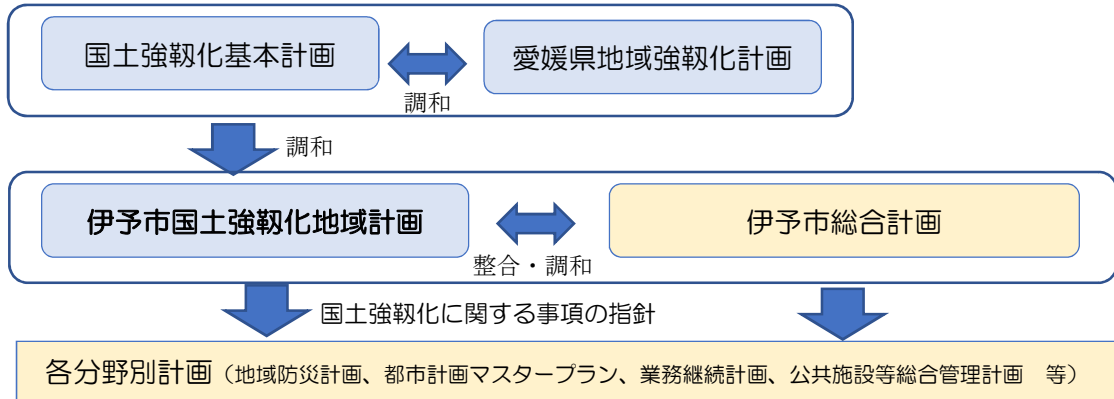 国土強靱化基本計画
愛媛県地域強靱化計画
調和
調和
伊予市国土強靱化地域計画
伊予市総合計画
整合・調和
国土強靱化に関する事項の指針
各分野別計画（地域防災計画、都市計画マスタープラン、業務継続計画、公共施設等総合管理計画　等）